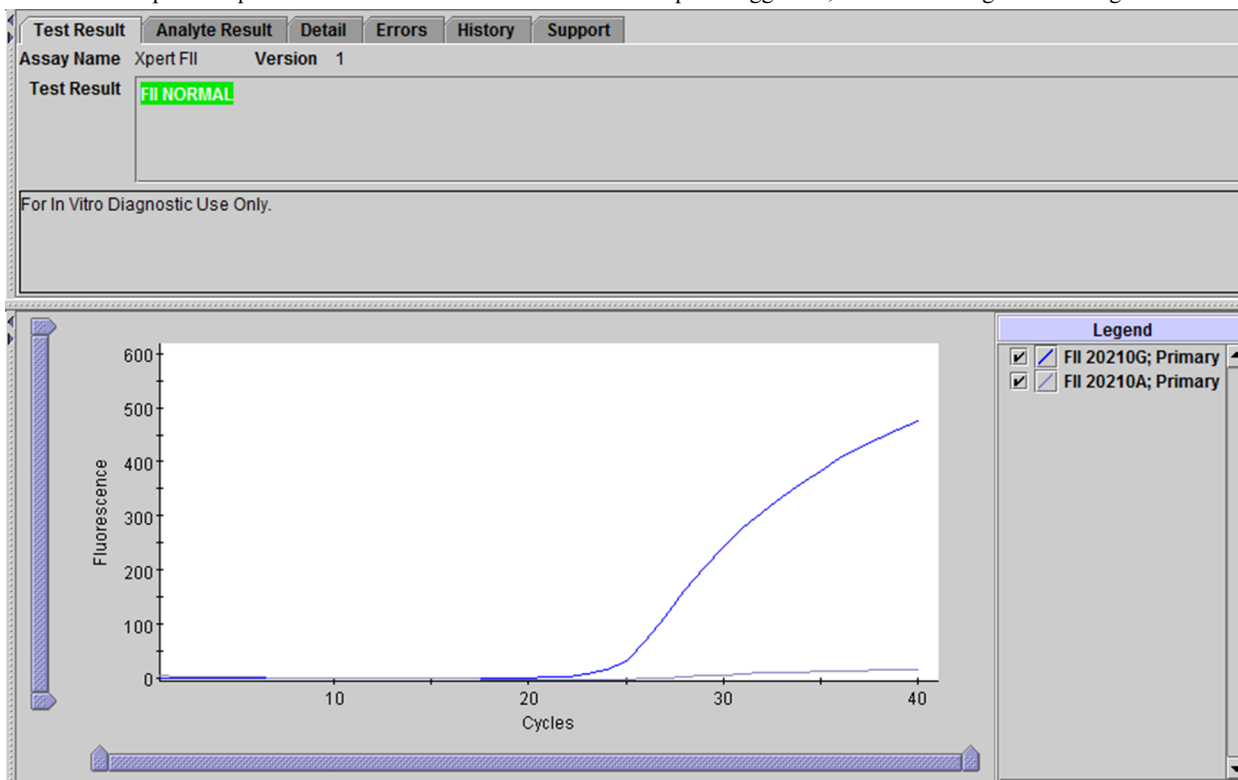 Test Result Analyte Result Detail Errors History Support
Assay Name Xpert FII Version 1
Test Result FII NORMAL
For In Vitro Diagnostic Use Only.
Legend
FII 20210G; Primary
FII 20210A; Primary
600
500
400
300
200
100
0
Fluorescence
10 20 30 40
Cycles